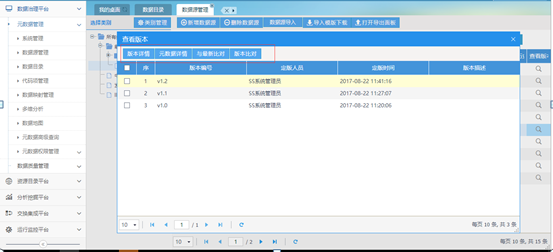 数据治理平台
元数据管理
系统管理
数据源管理
数据目录
代码项管理
数据映射管理
多维分析
数据地图
元数据高级查询
元数据权限管理
数据质量管理
资源目录平台
分析挖掘平台
交换集成平台
运行监控平台
我的桌面 数据目录 数据源管理
选择类型 类别管理 新增数据源 删除数据源 数据源导入 导入模板下载 打开导出面板
查看版本
版本详情 元数据详情 与最新比对 版本比对
序 版本编号 定版人员 定版时间 版本描述
1 v1.2 SS系统管理员 2017-08-22 11:41:16
2 v1.1 SS系统管理员 2017-08-22 11:27:07
3 v1.0 SS系统管理员 2017-08-22 11:20:06
10 1 / 1 每页 10 条, 共 3 条
10 1 / 2 每页 10 条, 共 15 条